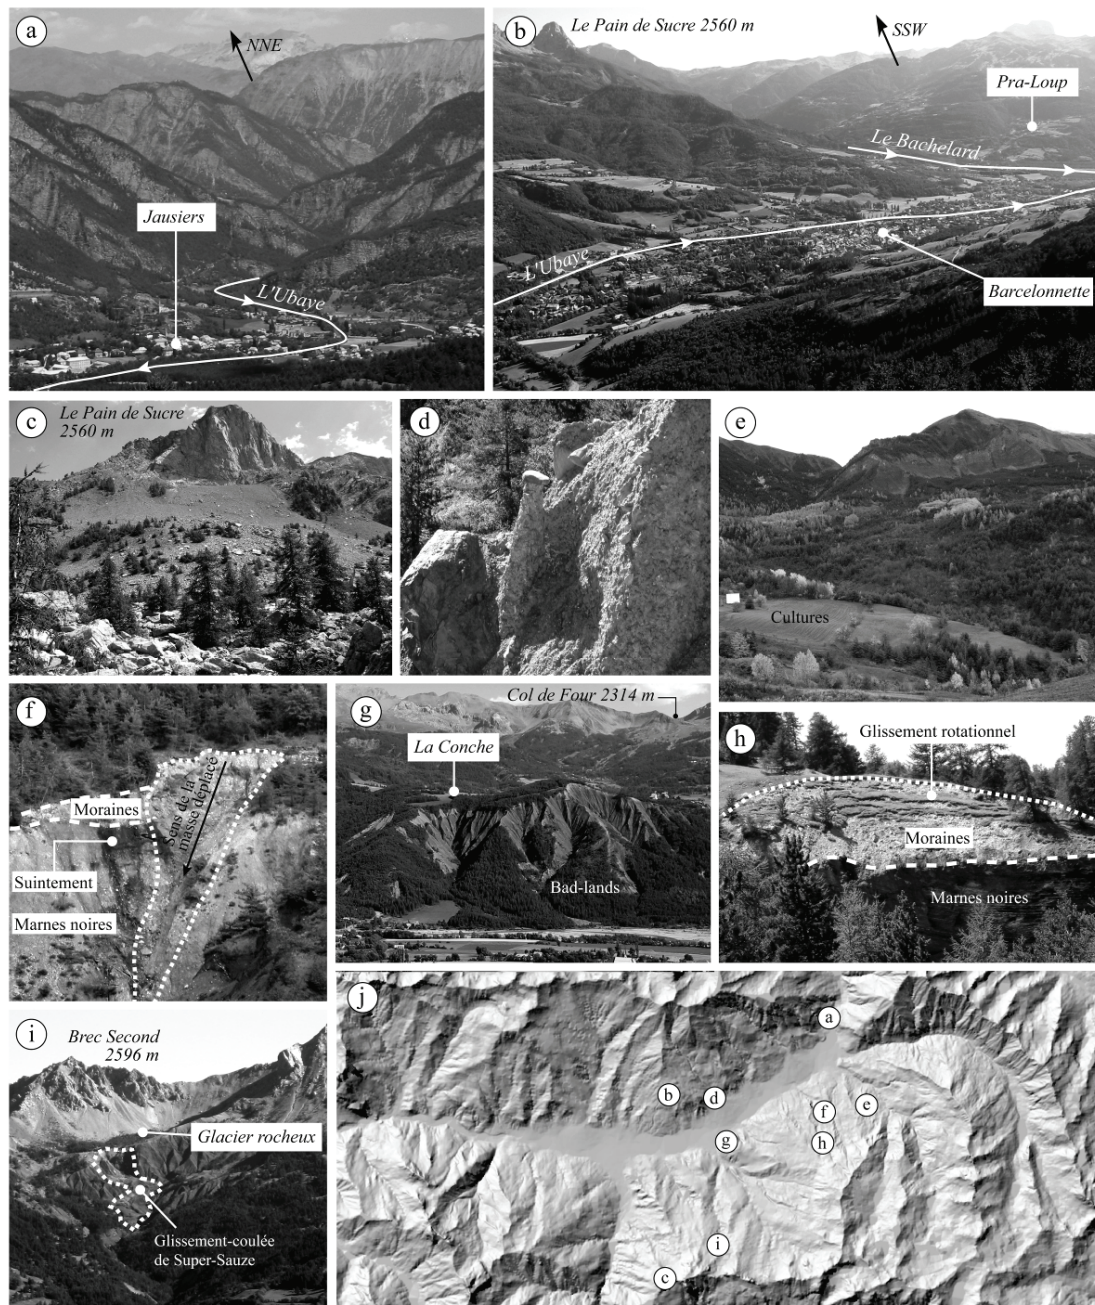 a
NNE
Jausiers
L'Ubaye
b
Le Pain de Sucre 2560 m
SSW
Pra-Loup
Le Bachelard
L'Ubaye
Barcelonnette
c
Le Pain de Sucre
2560 m
d
e
Cultures
f
Moraines
Sens de la
masse déplacé
Suintement
Marnes noires
g
Col de Four 2314 m
La Conche
Bad-lands
h
Glissement rotationnel
Moraines
Marnes noires
i
Brec Second
2596 m
Glacier rocheux
Glissement-coulée
de Super-Sauze
j
a
b
d
f
e
g
h
i
c